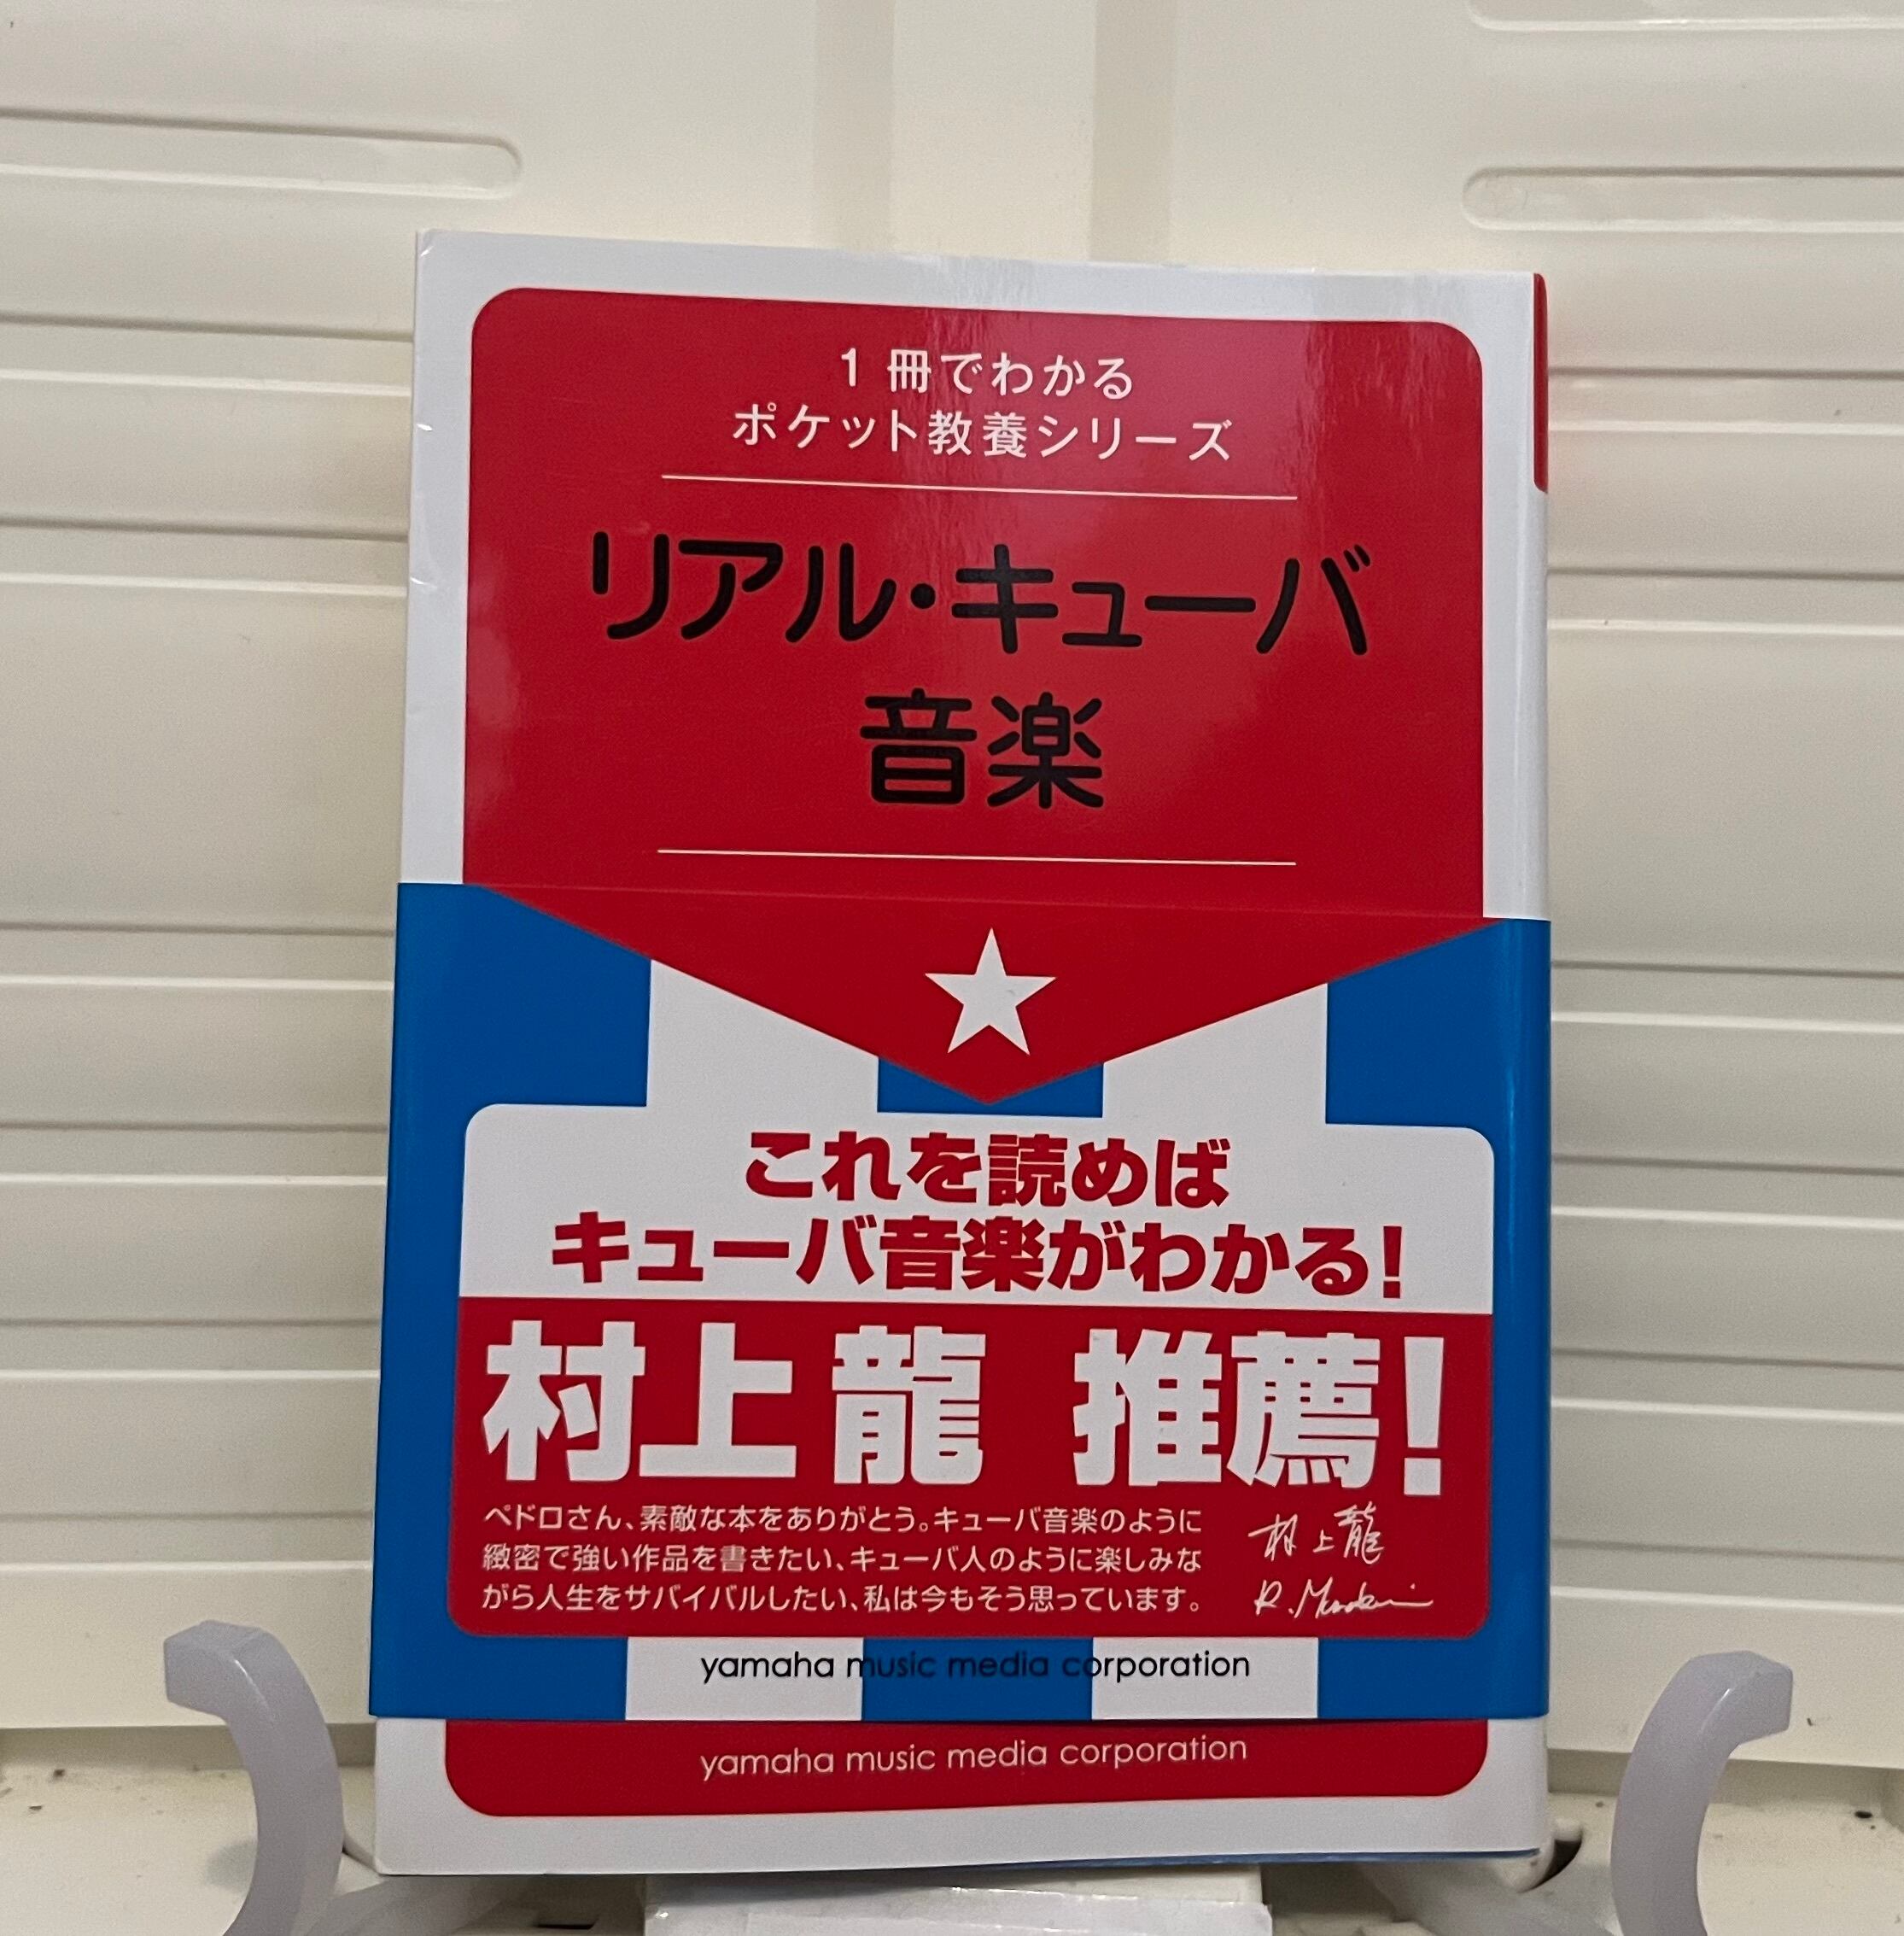 1冊でわかる
ポケット教養シリーズ
リアル・キューバ
音楽
これを読めば
キューバ音楽がわかる!
村上龍 推薦!
ペドロさん、素敵な本をありがとう。キューバ音楽のように
緻密で強い作品を書きたい、キューバ人のように楽しみな
がら人生をサバイバルしたい、私は今もそう思っています。
村上龍
yamaha music media corporation
yamaha music media corporation